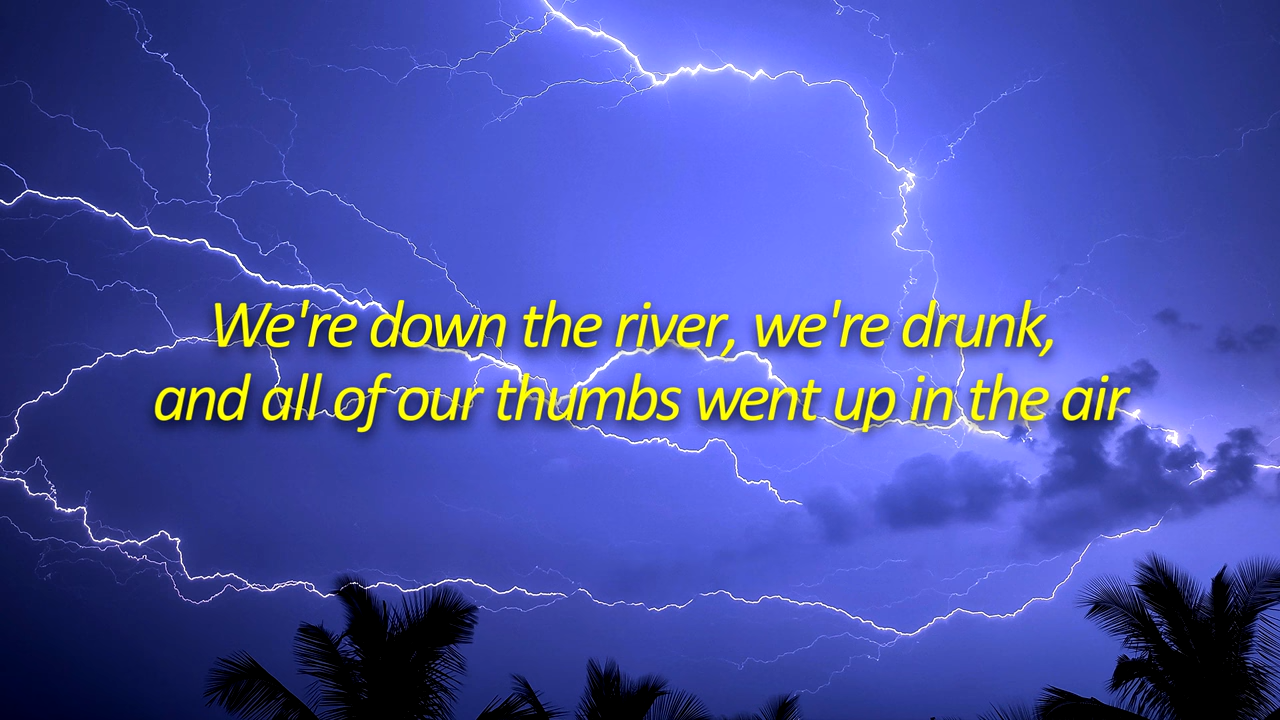 We're down the river, we're drunk,
and all of our thumbs went up in the air